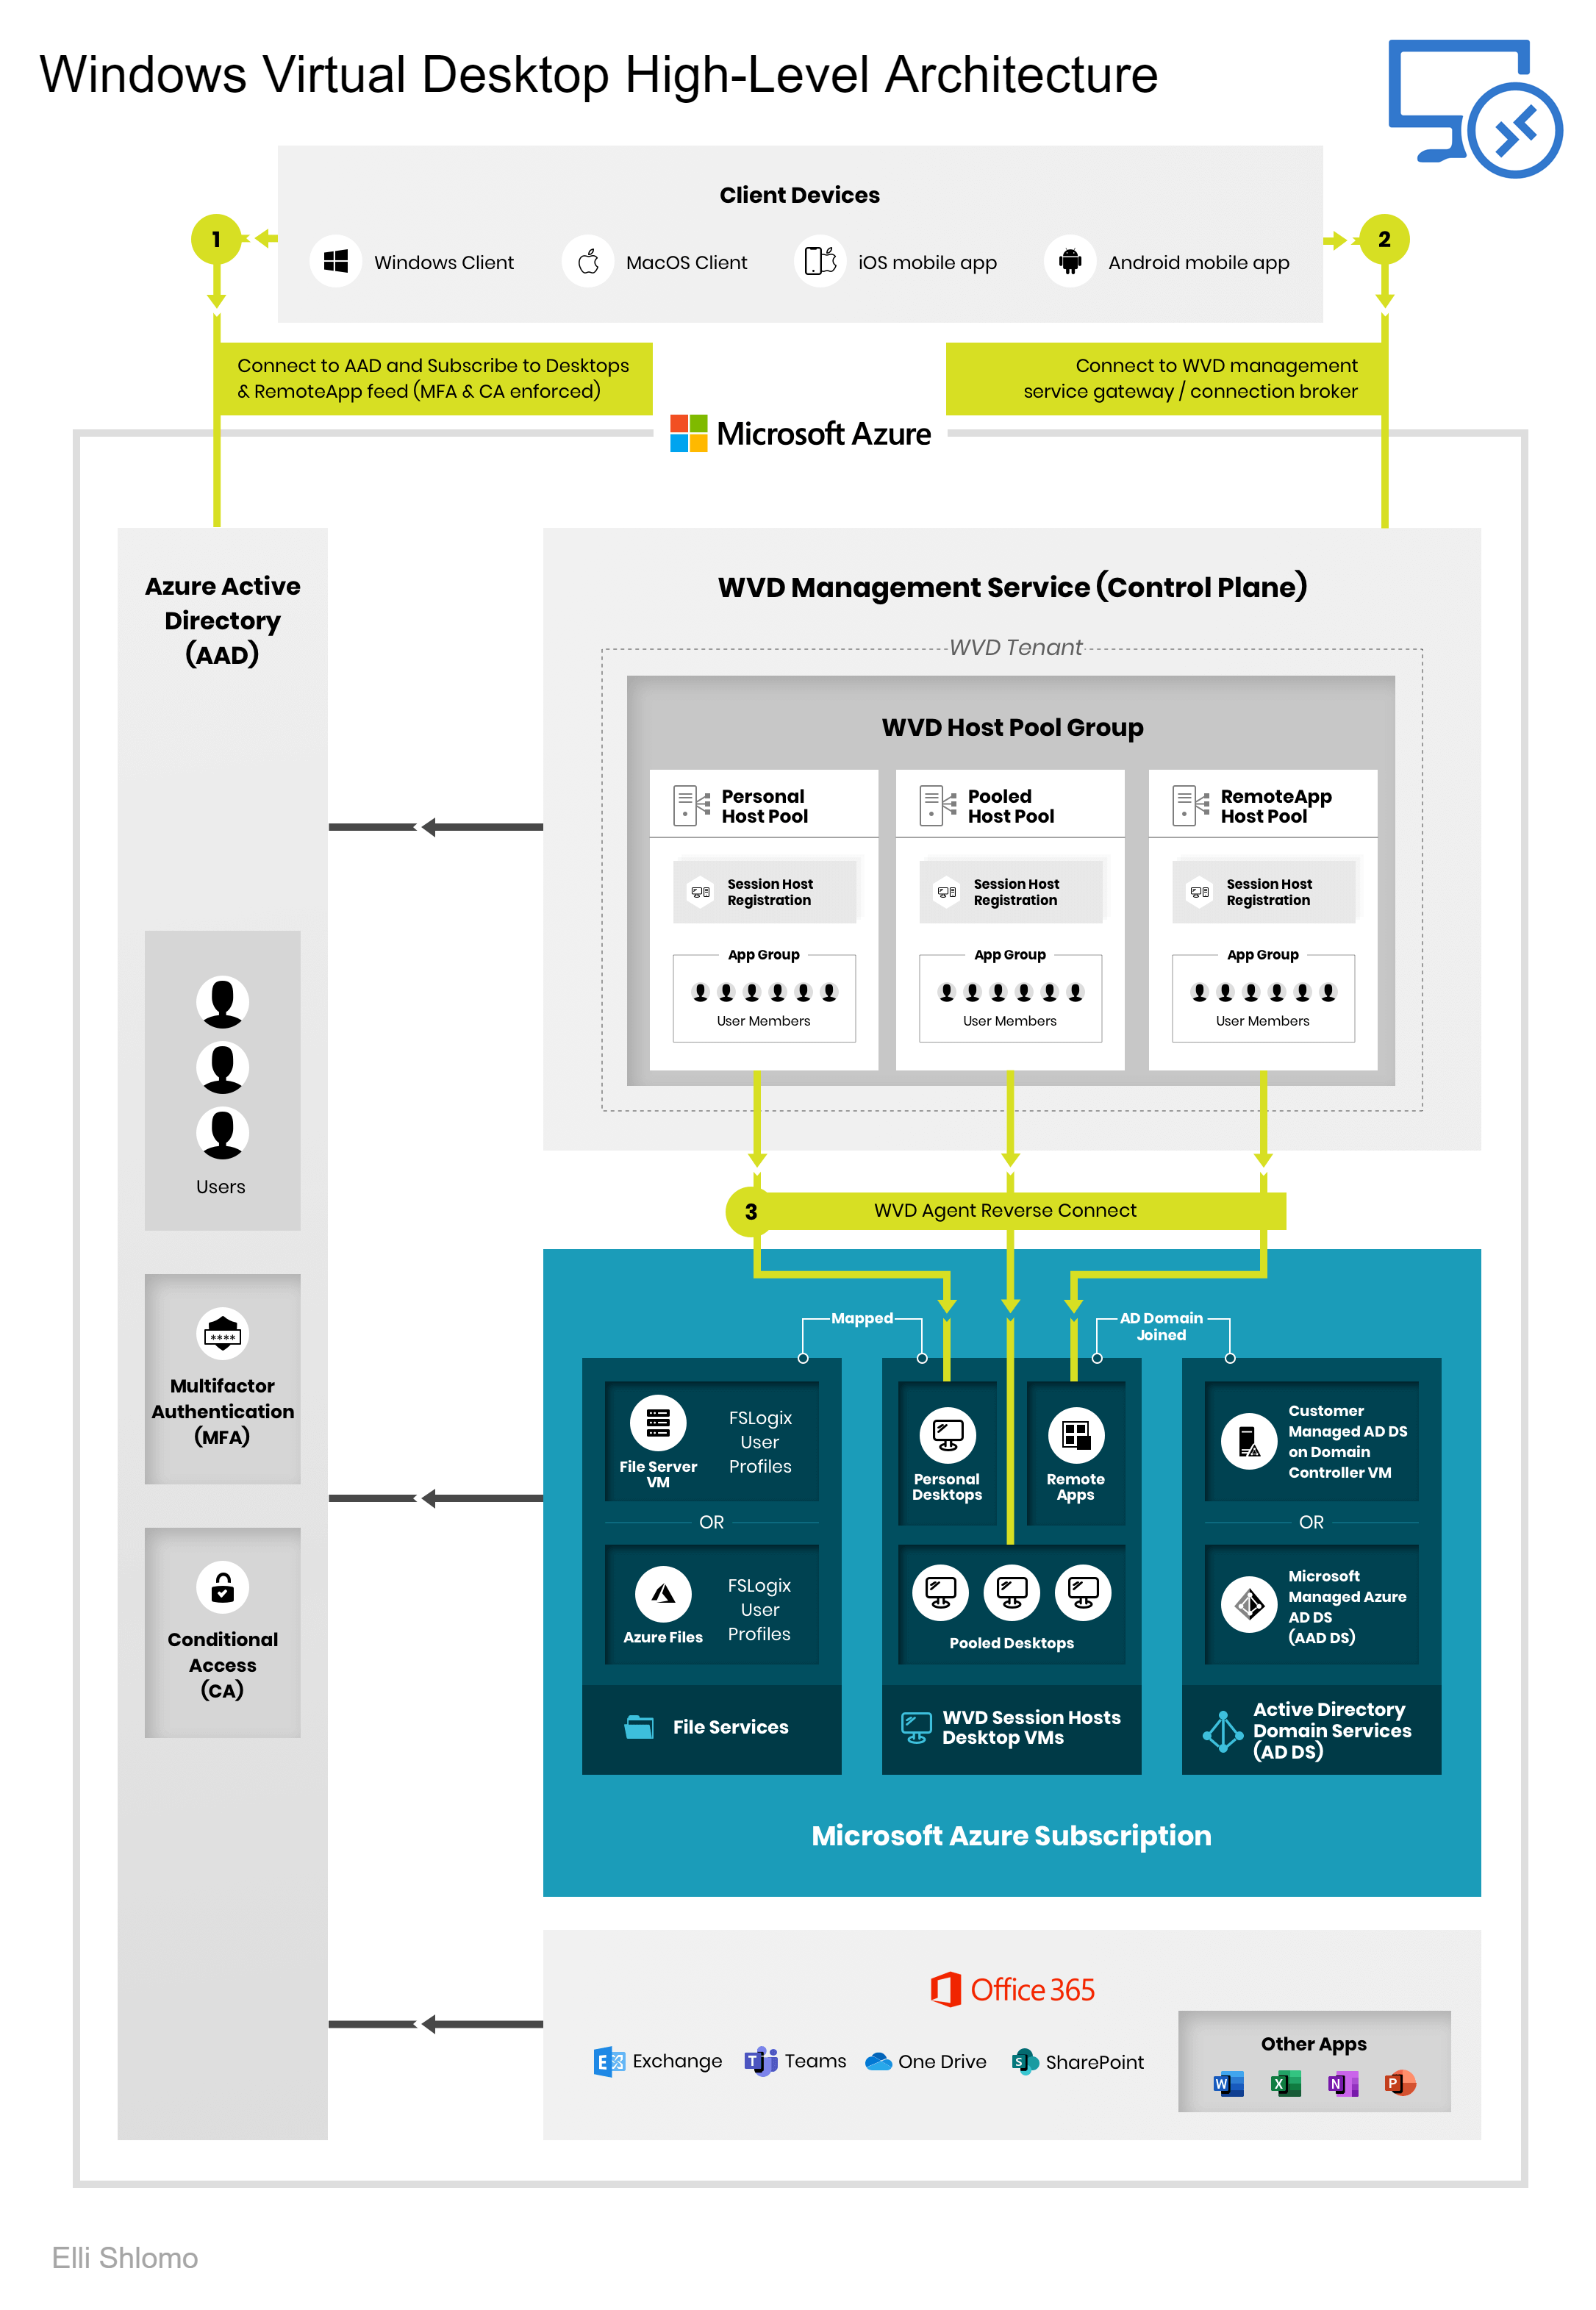 Windows Virtual Desktop High-Level Architecture
Client Devices
1
Windows Client
MacOS Client
iOS mobile app
Android mobile app
2
Connect to AAD and Subscribe to Desktops
& RemoteApp feed (MFA & CA enforced)
Connect to WVD management
service gateway / connection broker
Microsoft Azure
Azure Active
Directory
(AAD)
Users
****
Multifactor
Authentication
(MFA)
Conditional
Access
(CA)
WVD Management Service (Control Plane)
WVD Tenant
WVD Host Pool Group
Personal
Host Pool
Session Host
Registration
App Group
User Members
Pooled
Host Pool
Session Host
Registration
App Group
User Members
RemoteApp
Host Pool
Session Host
Registration
App Group
User Members
3
WVD Agent Reverse Connect
Mapped
AD Domain
Joined
File Server
VM
FSLogix
User
Profiles
OR
Azure Files
FSLogix
User
Profiles
File Services
Personal
Desktops
Remote
Apps
Pooled Desktops
WVD Session Hosts
Desktop VMs
Customer
Managed AD DS
on Domain
Controller VM
OR
Microsoft
Managed Azure
AD DS
(AAD DS)
Active Directory
Domain Services
(AD DS)
Microsoft Azure Subscription
Office 365
E Exchange
T Teams
One Drive
S SharePoint
Other Apps
W X N P
Elli Shlomo